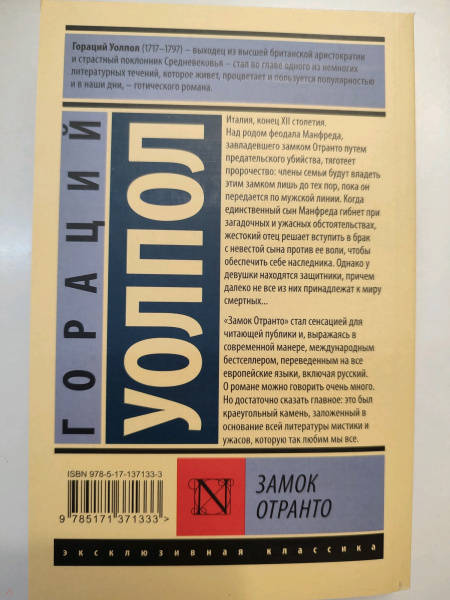 Гораций Уолпол (1717–1797) – выходец из высшей британской аристократии
и страстный поклонник Средневековья – стал во главе одного из немногих
литературных течений, которое живет, процветает и пользуется популярностью
и в наши дни, – готического романа.
ГОРАЦИЙ
УОЛПОЛ
Италия, конец XII столетия.
Над родом феодала Манфреда,
завладевшего замком Отранто путем
предательского убийства, тяготеет
пророчество: члены семьи будут владеть
этим замком лишь до тех пор, пока он
передается по мужской линии. Когда
единственный сын Манфреда гибнет при
загадочных и ужасных обстоятельствах,
жестокий отец решает вступить в брак
с невестой сына против ее воли, чтобы
обеспечить себе наследника. Однако у
девушки находятся защитники, причем
далеко не все из них принадлежат к миру
смертных...
«Замок Отранто» стал сенсацией для
читающей публики и, выражаясь в
современной манере, международным
бестселлером, переведенным на все
европейские языки, включая русский.
О романе можно говорить очень много.
Но достаточно сказать главное: это был
краеугольный камень, заложенный в
основание всей литературы мистики и
ужасов, которую так любим мы все.
ISBN 978-5-17-137133-3
9 785171 371333 >
N
ЗАМОК
ОТРАНТО
эксклюзивная классика